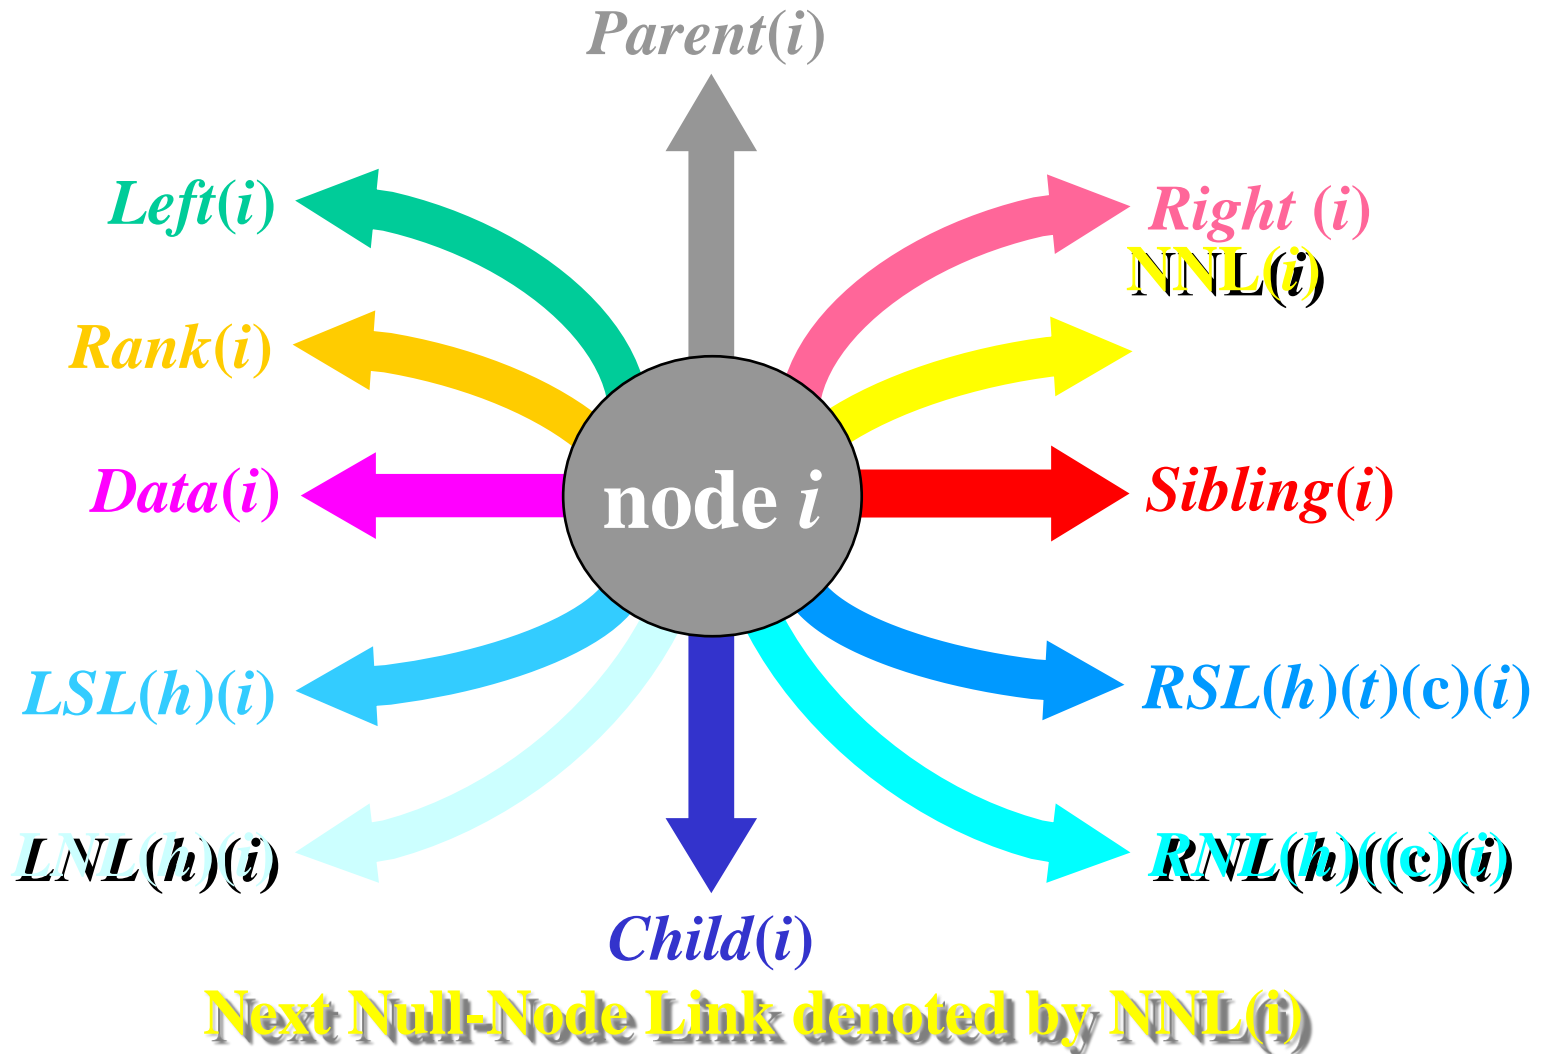 Parent(i)
Left(i)
Right (i)
NNL(i)
Rank(i)
Data(i)
node i
Sibling(i)
LSL(h)(i)
RSL(h)(t)(c)(i)
LNL(h)(i)
RNL(h)((c)(i)
Child(i)
Next Null-Node Link denoted by NNL(i)